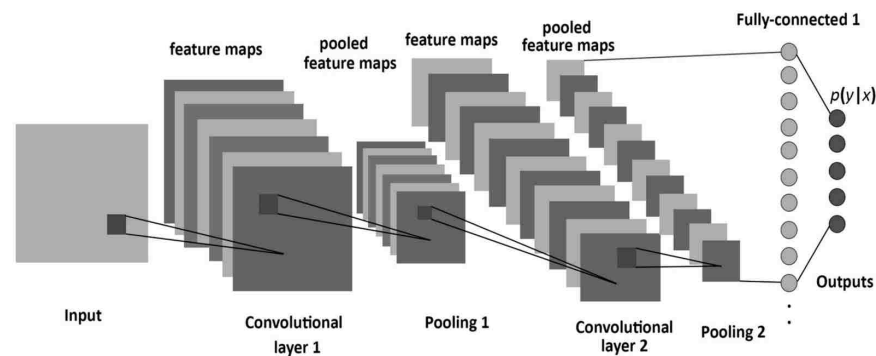 feature maps
pooled
feature maps
feature maps
pooled
feature maps
Fully-connected 1
p(y|x)
Input
Convolutional
layer 1
Pooling 1
Convolutional
layer 2
Pooling 2
Outputs